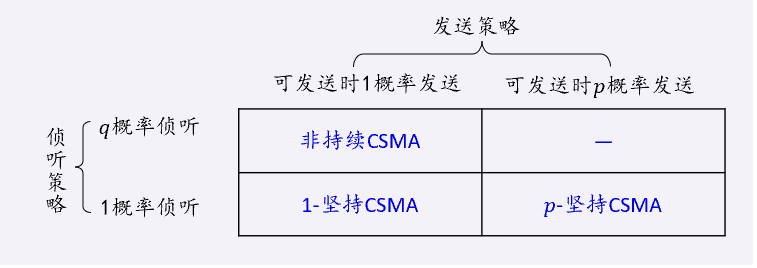 发送策略
可发送时1概率发送
可发送时p概率发送
侦听策略
q概率侦听
非持续CSMA
—
1概率侦听
1-坚持CSMA
p-坚持CSMA